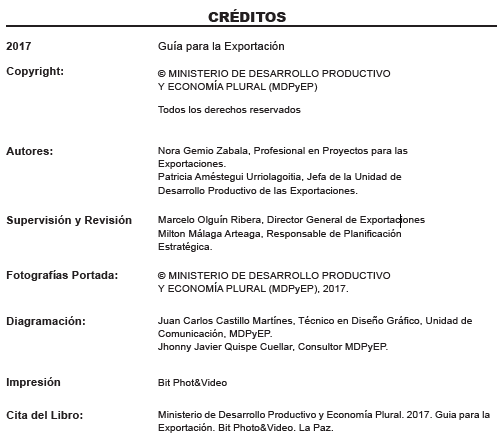 CRÉDITOS
2017 Guía para la Exportación
Copyright: © MINISTERIO DE DESARROLLO PRODUCTIVO
Y ECONOMÍA PLURAL (MDPyEP)
Todos los derechos reservados
Autores: Nora Gemio Zabala, Profesional en Proyectos para las
Exportaciones.
Patricia Améstegui Urriolagoitia, Jefa de la Unidad de
Desarrollo Productivo de las Exportaciones.
Supervisión y Revisión Marcelo Olguín Ribera, Director General de Exportaciones
Milton Málaga Arteaga, Responsable de Planificación
Estratégica.
Fotografías Portada: © MINISTERIO DE DESARROLLO PRODUCTIVO
Y ECONOMÍA PLURAL (MDPyEP), 2017.
Diagramación: Juan Carlos Castillo Martínes, Técnico en Diseño Gráfico, Unidad de
Comunicación, MDPyEP.
Jhonny Javier Quispe Cuellar, Consultor MDPyEP.
Impresión Bit Phot&Video
Cita del Libro: Ministerio de Desarrollo Productivo y Economía Plural. 2017. Guia para la
Exportación. Bit Photo&Video. La Paz.